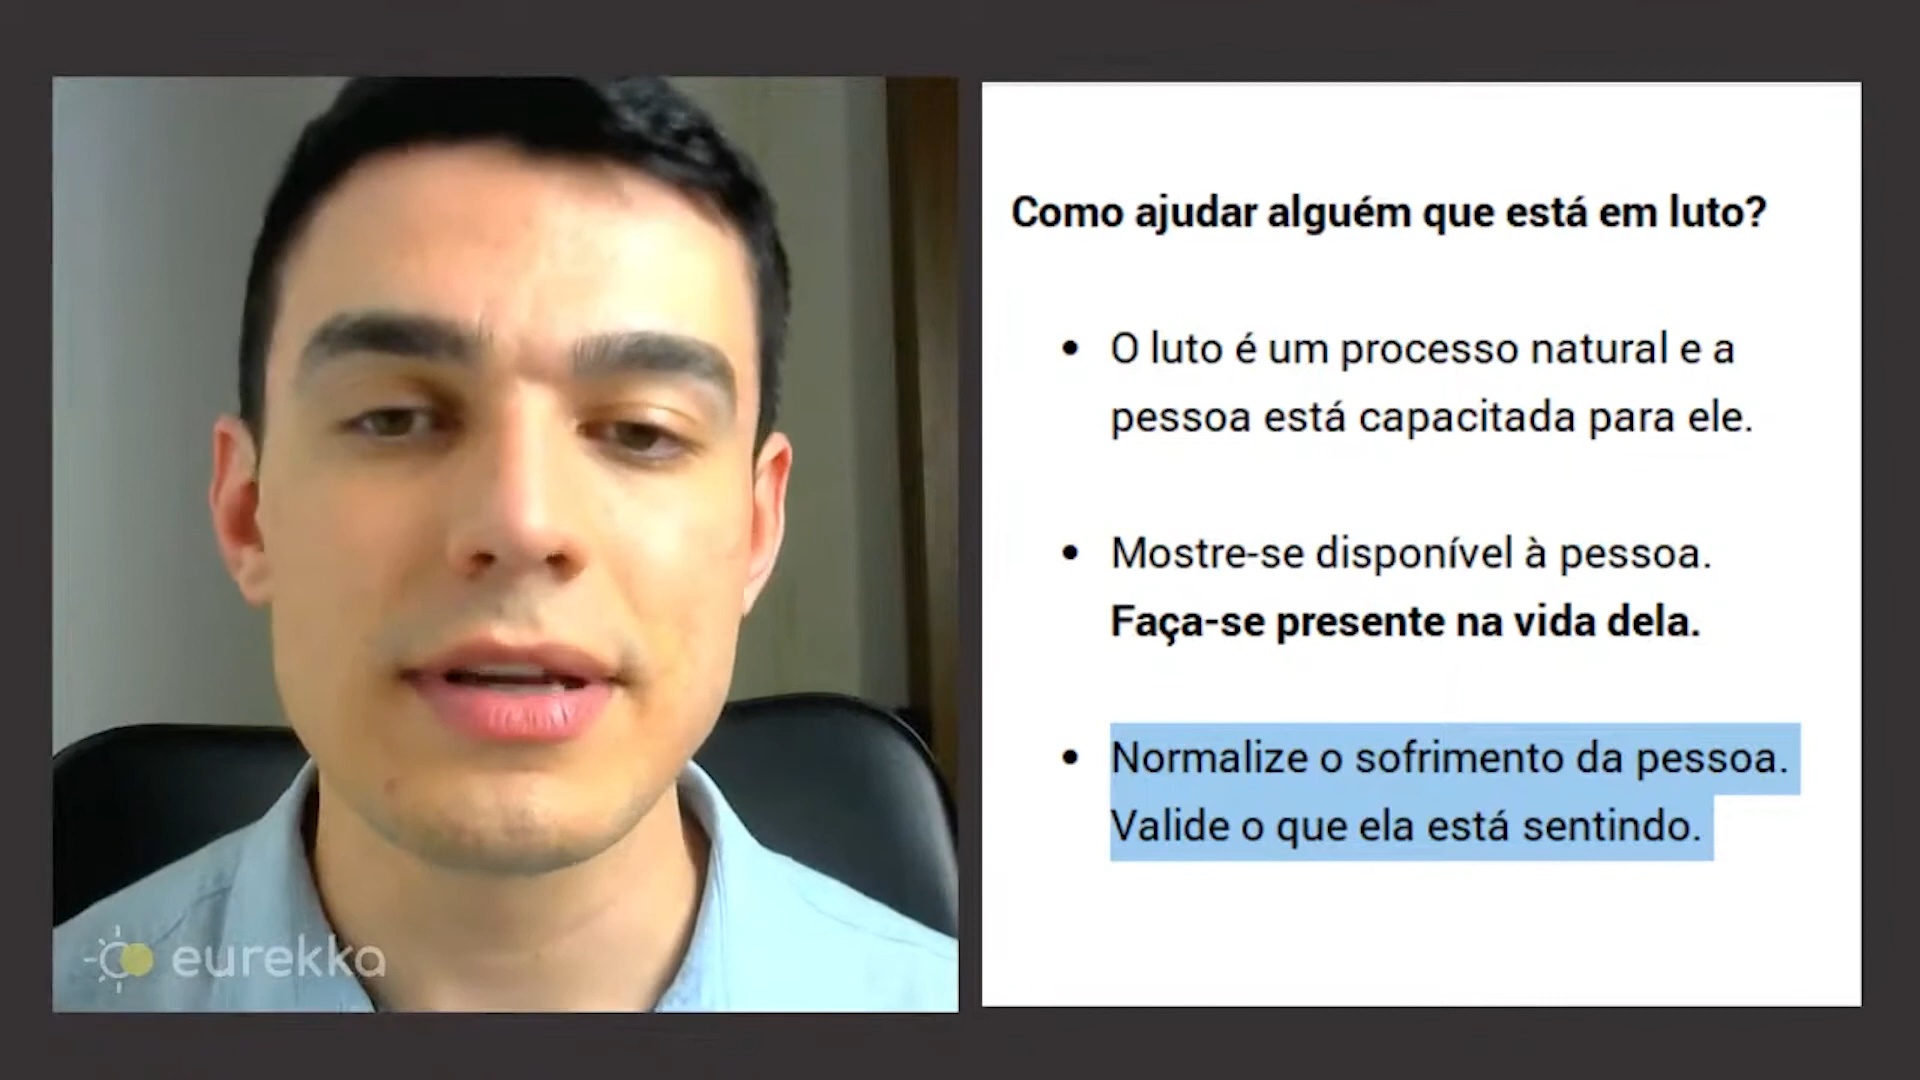 Como ajudar alguém que está em luto?
• O luto é um processo natural e a
pessoa está capacitada para ele.
• Mostre-se disponível à pessoa.
Faça-se presente na vida dela.
• Normalize o sofrimento da pessoa.
Valide o que ela está sentindo.
eurekka